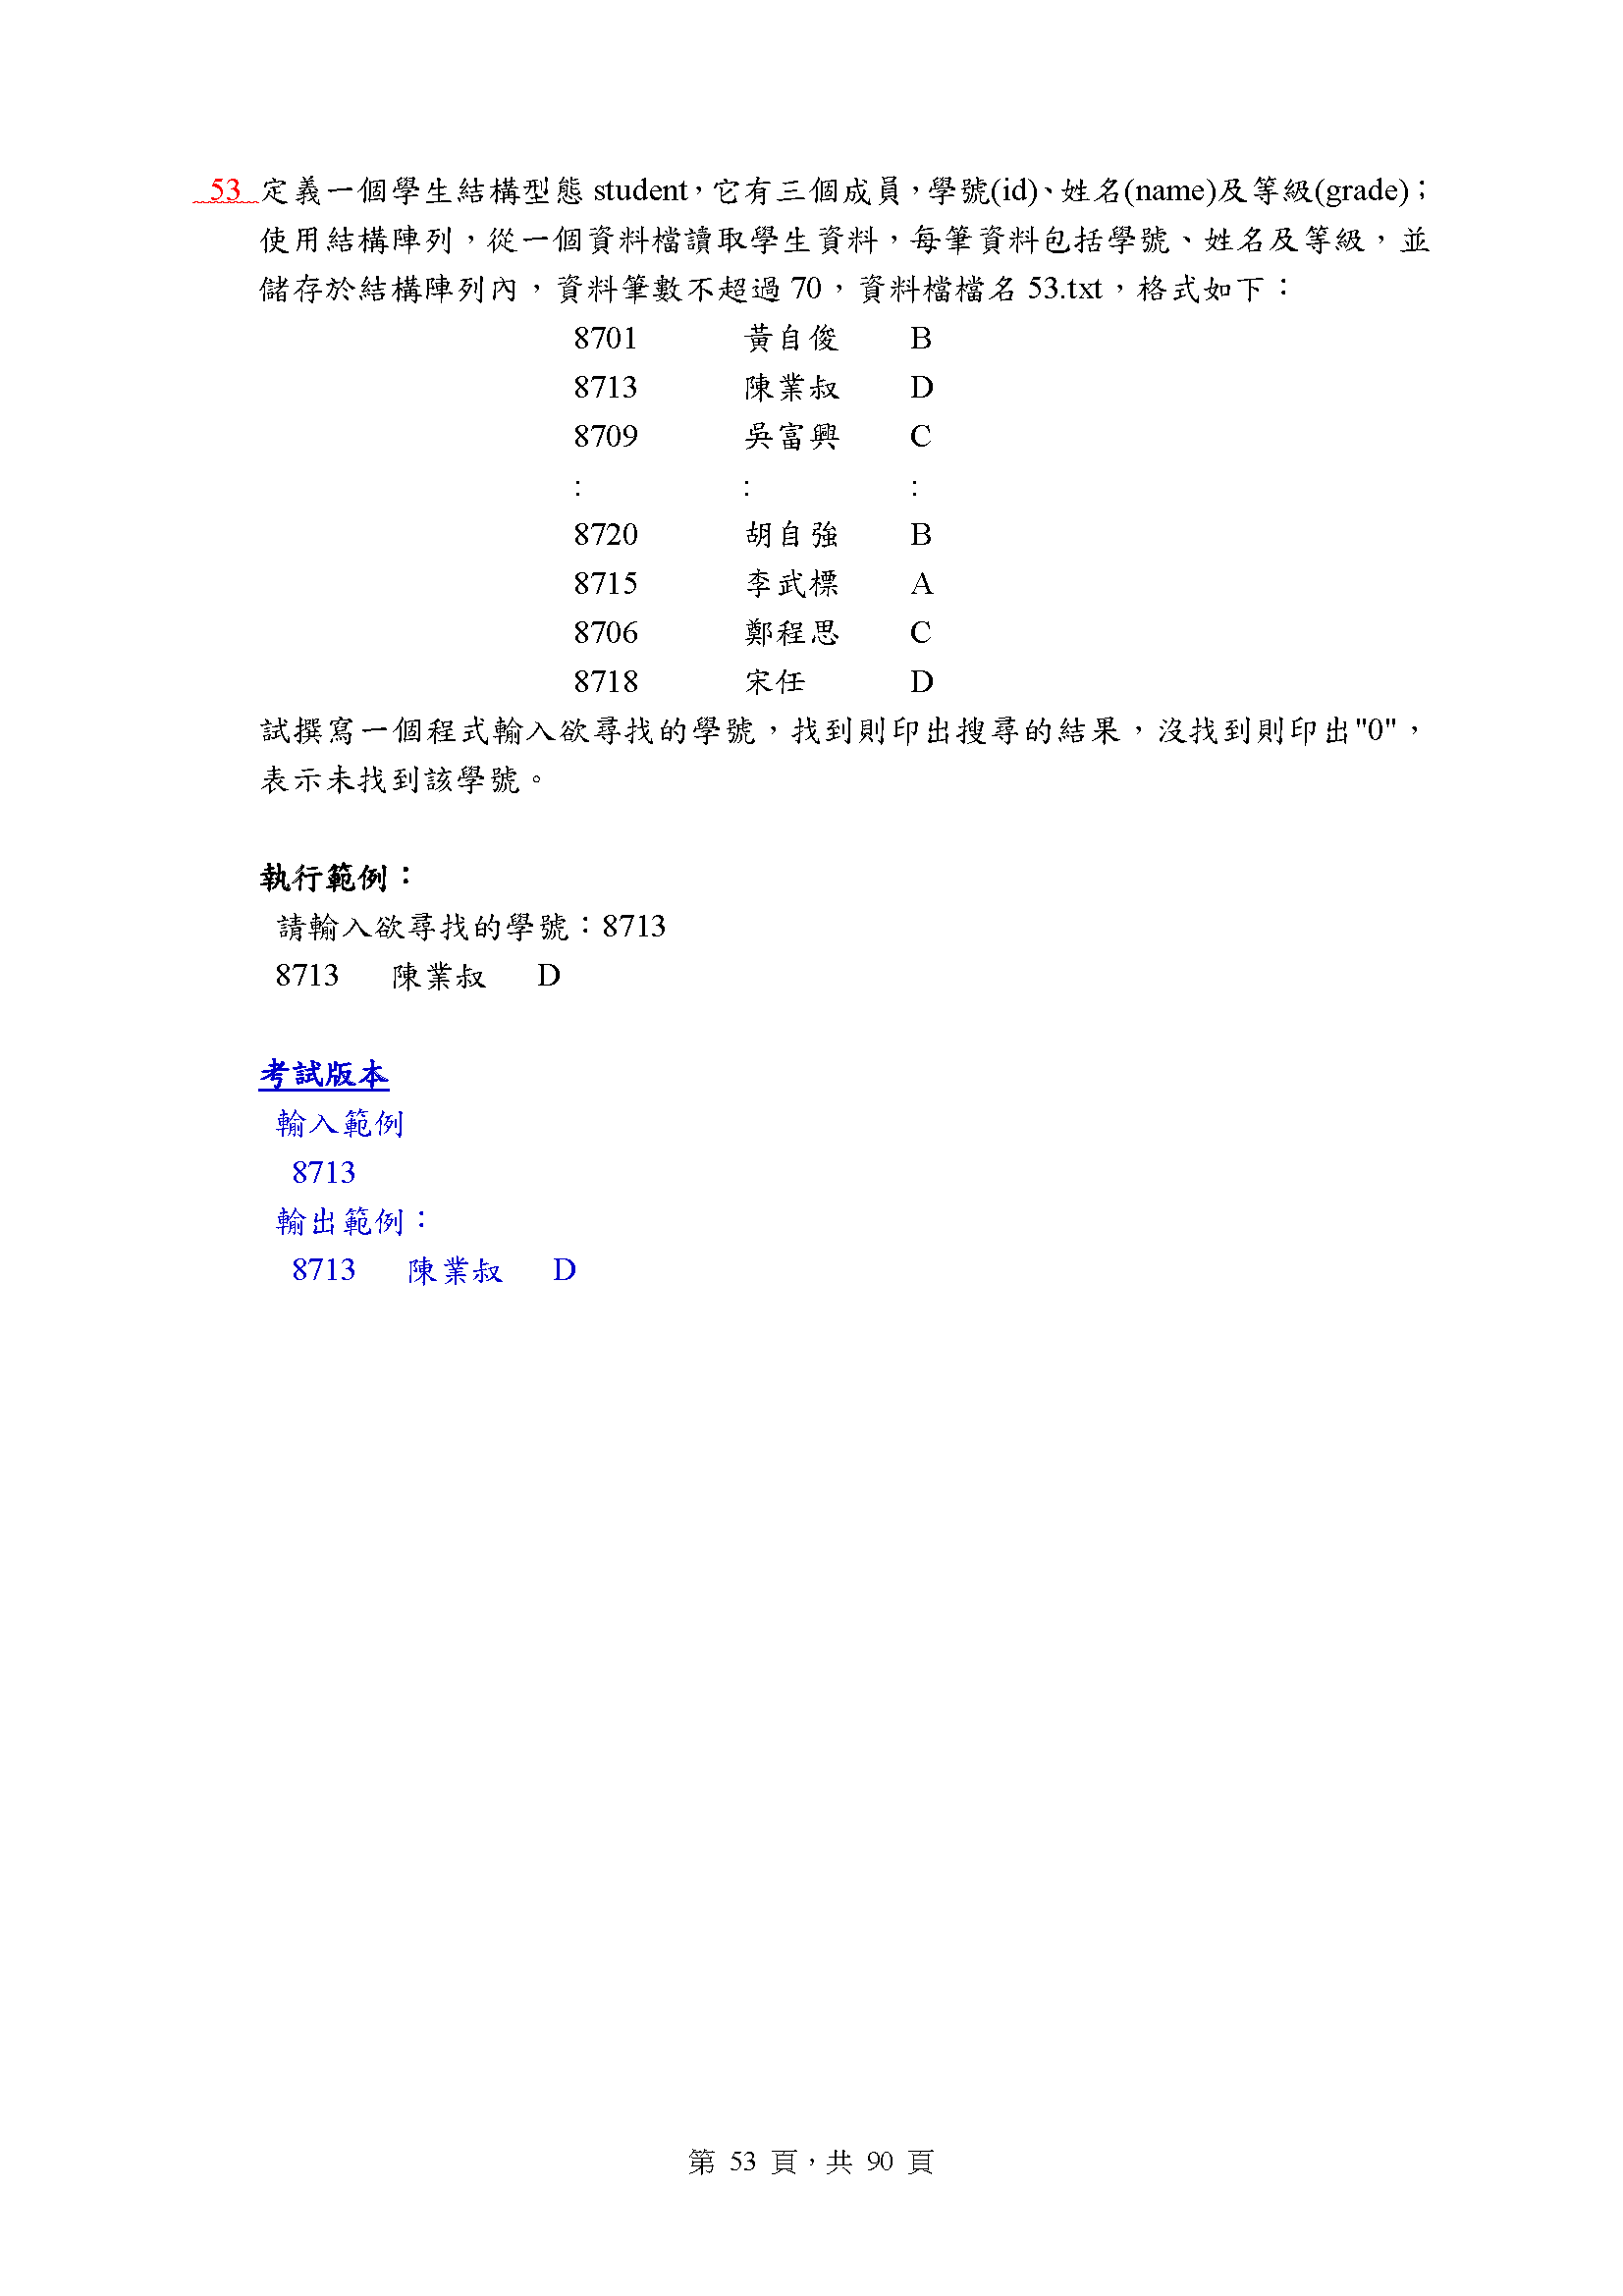 53 定義一個學生結構型態 student，它有三個成員，學號(id)、姓名(name)及等級(grade)；
使用結構陣列，從一個資料檔讀取學生資料，每筆資料包括學號、姓名及等級，並
儲存於結構陣列內，資料筆數不超過 70，資料檔檔名 53.txt，格式如下：
8701 黃自俊 B
8713 陳業叔 D
8709 吳富興 C
: : :
8720 胡自強 B
8715 李武標 A
8706 鄭程思 C
8718 宋任 D
試撰寫一個程式輸入欲尋找的學號，找到則印出搜尋的結果，沒找到則印出"0"，
表示未找到該學號。
執行範例：
請輸入欲尋找的學號：8713
8713 陳業叔 D
考試版本
輸入範例
8713
輸出範例：
8713 陳業叔 D
第 53 頁，共 90 頁